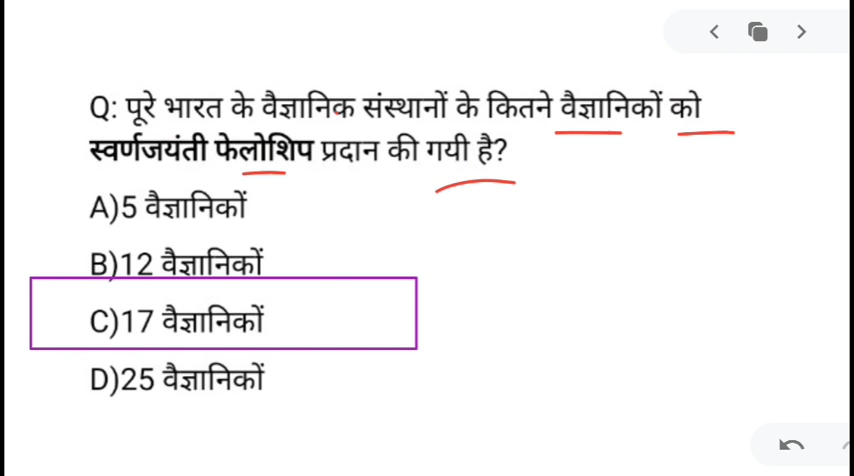 Q: पूरे भारत के वैज्ञानिक संस्थानों के कितने वैज्ञानिकों को
स्वर्णजयंती फेलोशिप प्रदान की गयी है?
A)5 वैज्ञानिकों
B)12 वैज्ञानिकों
C)17 वैज्ञानिकों
D)25 वैज्ञानिकों